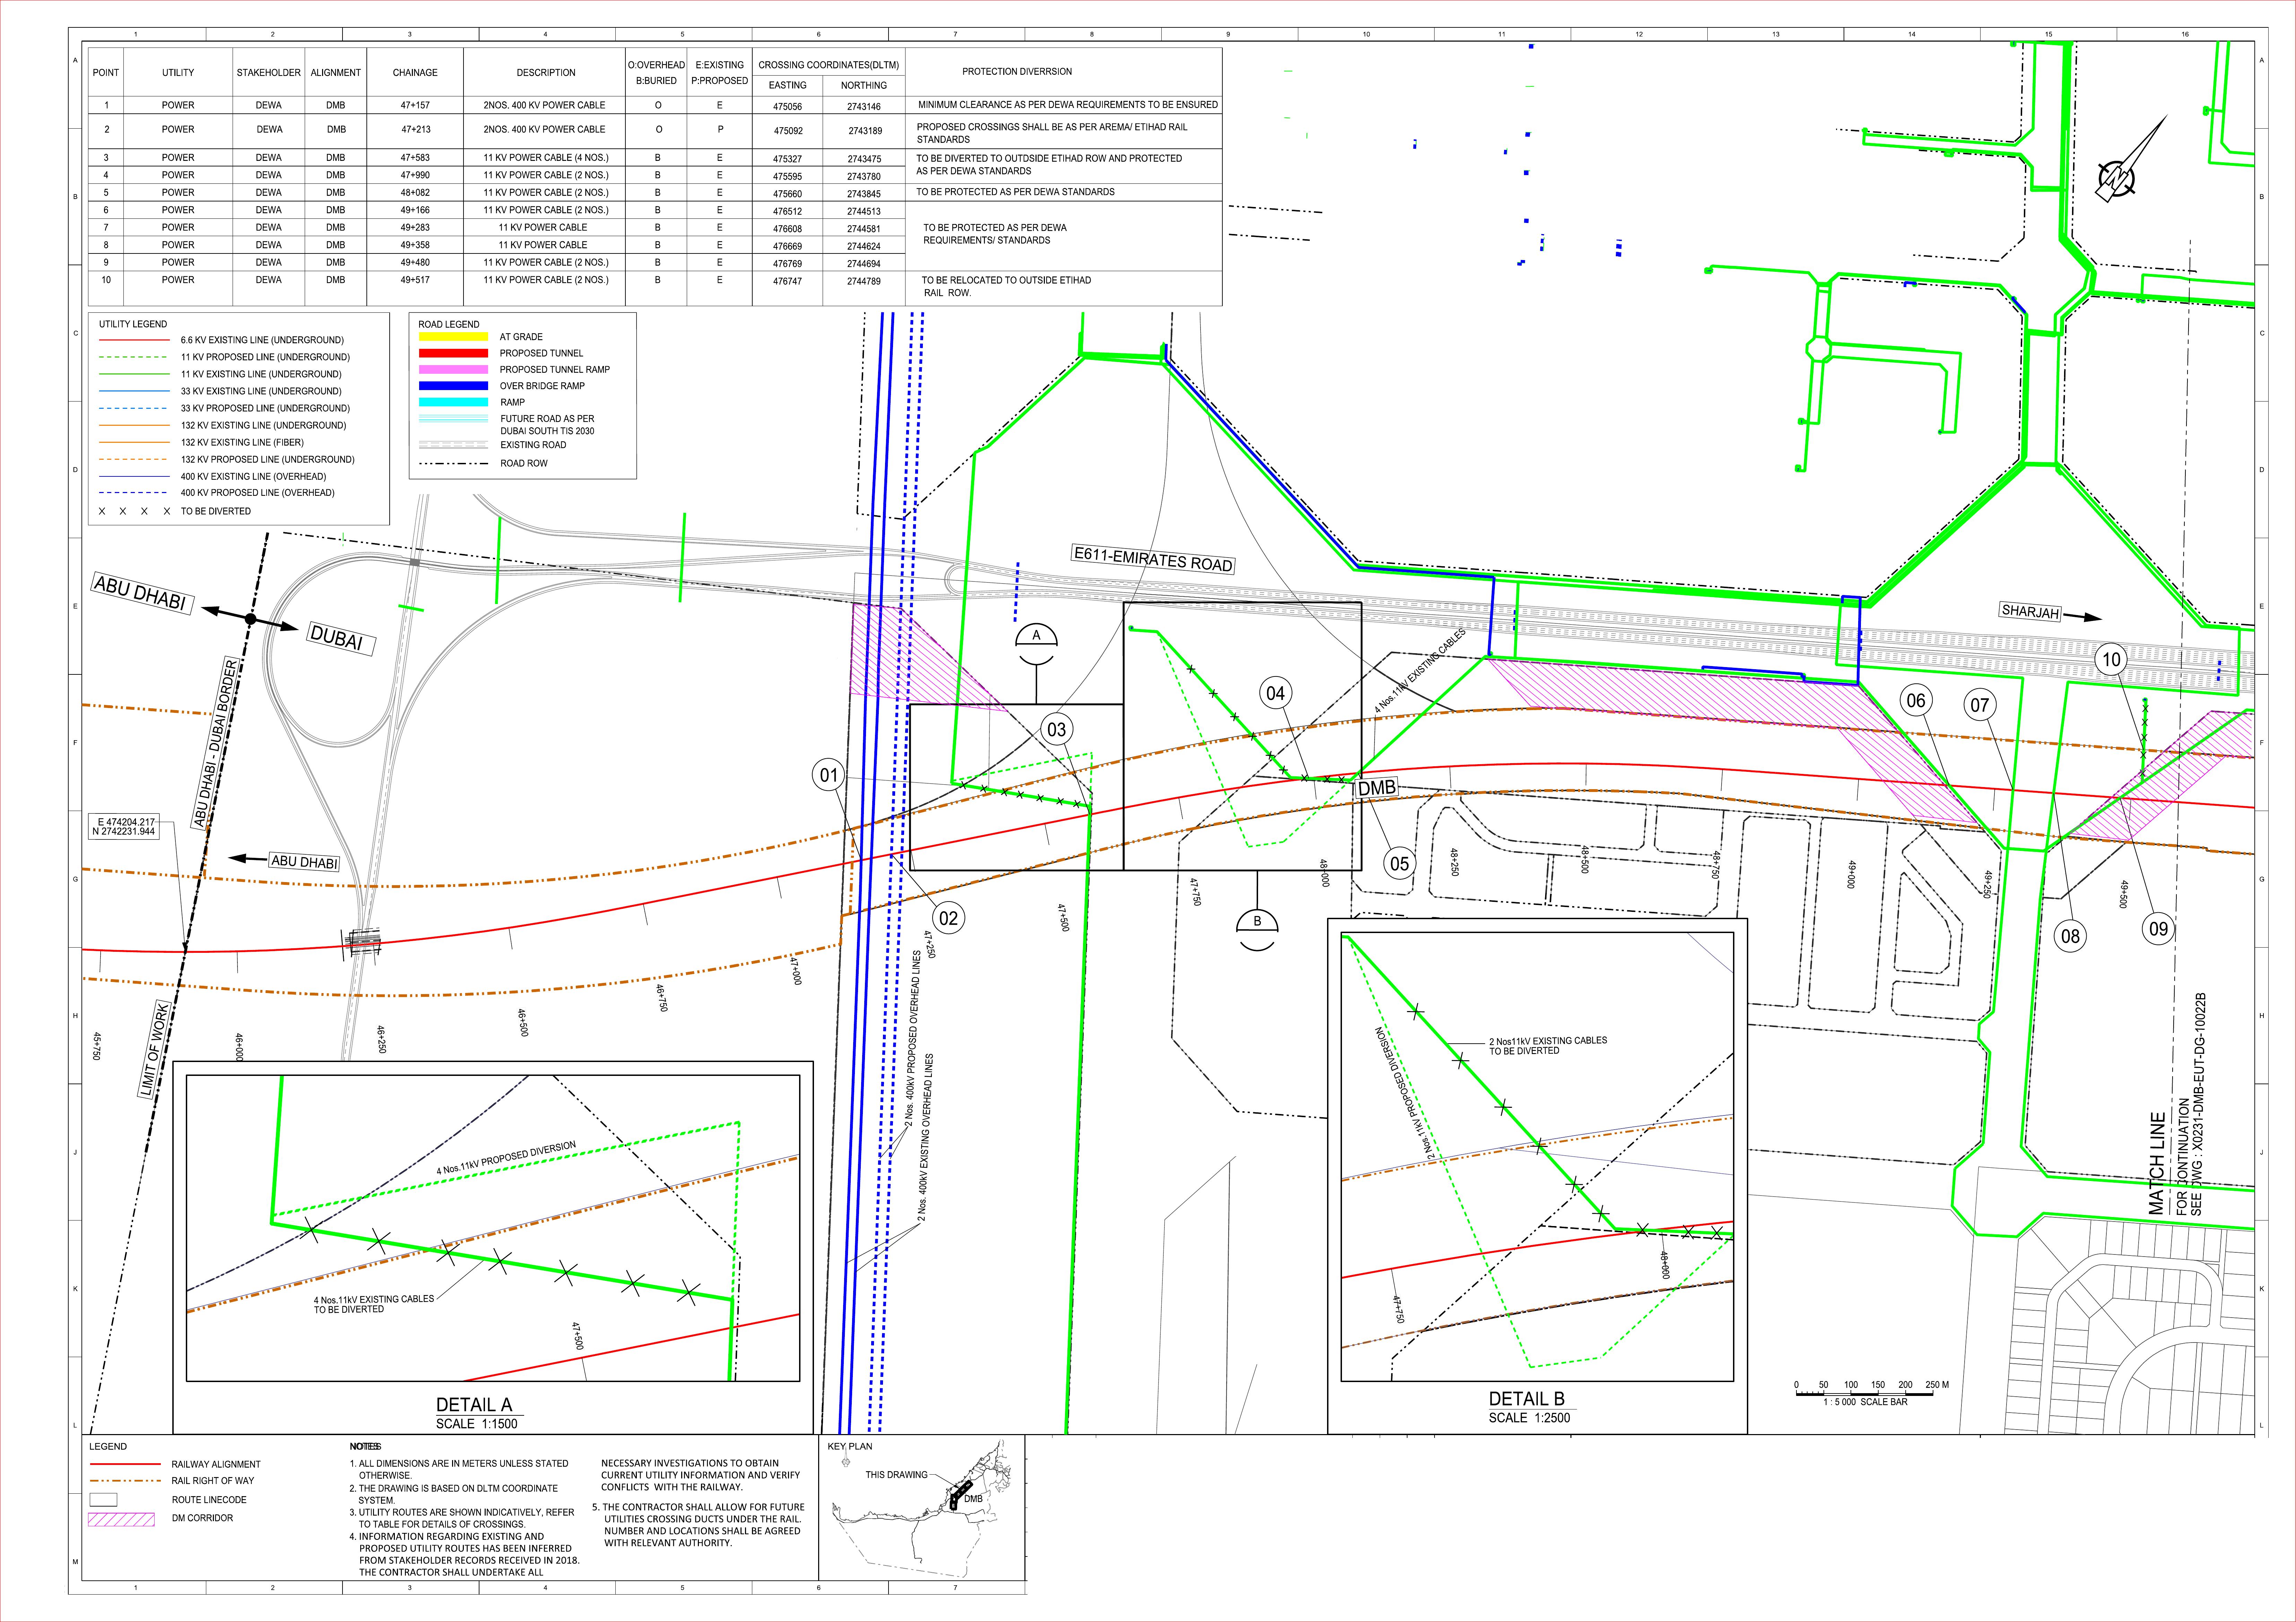 1 2 3 4 5 6 7 8 9 10 11 12 13 14 15 16
A
B
C
D
E
F
G
H
J
K
L
M
POINT UTILITY STAKEHOLDER ALIGNMENT CHAINAGE DESCRIPTION O:OVERHEAD B:BURIED E:EXISTING P:PROPOSED CROSSING COORDINATES(DLTM) EASTING NORTHING PROTECTION DIVERRSION
1 POWER DEWA DMB 47+157 2NOS. 400 KV POWER CABLE O E 475056 2743146 MINIMUM CLEARANCE AS PER DEWA REQUIREMENTS TO BE ENSURED
2 POWER DEWA DMB 47+213 2NOS. 400 KV POWER CABLE O P 475092 2743189 PROPOSED CROSSINGS SHALL BE AS PER AREMA/ ETIHAD RAIL
STANDARDS
3 POWER DEWA DMB 47+583 11 KV POWER CABLE (4 NOS.) B E 475327 2743475 TO BE DIVERTED TO OUTDSIDE ETIHAD ROW AND PROTECTED
4 POWER DEWA DMB 47+990 11 KV POWER CABLE (2 NOS.) B E 475595 2743780 AS PER DEWA STANDARDS
5 POWER DEWA DMB 48+082 11 KV POWER CABLE (2 NOS.) B E 475660 2743845 TO BE PROTECTED AS PER DEWA STANDARDS
6 POWER DEWA DMB 49+166 11 KV POWER CABLE (2 NOS.) B E 476512 2744513
7 POWER DEWA DMB 49+283 11 KV POWER CABLE B E 476608 2744581 TO BE PROTECTED AS PER DEWA
8 POWER DEWA DMB 49+358 11 KV POWER CABLE B E 476669 2744624 REQUIREMENTS/ STANDARDS
9 POWER DEWA DMB 49+480 11 KV POWER CABLE (2 NOS.) B E 476769 2744694
10 POWER DEWA DMB 49+517 11 KV POWER CABLE (2 NOS.) B E 476747 2744789 TO BE RELOCATED TO OUTSIDE ETIHAD
RAIL ROW.
UTILITY LEGEND
6.6 KV EXISTING LINE (UNDERGROUND)
11 KV PROPOSED LINE (UNDERGROUND)
11 KV EXISTING LINE (UNDERGROUND)
33 KV EXISTING LINE (UNDERGROUND)
33 KV PROPOSED LINE (UNDERGROUND)
132 KV EXISTING LINE (UNDERGROUND)
132 KV EXISTING LINE (FIBER)
132 KV PROPOSED LINE (UNDERGROUND)
400 KV EXISTING LINE (OVERHEAD)
400 KV PROPOSED LINE (OVERHEAD)
X X X X TO BE DIVERTED
ROAD LEGEND
AT GRADE
PROPOSED TUNNEL
PROPOSED TUNNEL RAMP
OVER BRIDGE RAMP
RAMP
FUTURE ROAD AS PER
DUBAI SOUTH TIS 2030
EXISTING ROAD
ROAD ROW
N
ABU DHABI
DUBAI
E611-EMIRATES ROAD
SHARJAH
ABU DHABI - DUBAI BORDER
E 474204.217
N 2742231.944
ABU DHABI
LIMIT OF WORK
A
B
01
02
03
04
05
06
07
08
09
10
4 Nos.11kV EXISTING CABLES
DMB
45+750
46+000
46+250
46+500
46+750
47+000
47+250
47+500
47+750
48+000
48+250
48+500
48+750
49+000
49+250
49+500
2 Nos. 400kV PROPOSED OVERHEAD LINES
2 Nos. 400kV EXISTING OVERHEAD LINES
4 Nos.11kV PROPOSED DIVERSION
4 Nos.11kV EXISTING CABLES
TO BE DIVERTED
47+500
DETAIL A
SCALE 1:1500
2 Nos11kV EXISTING CABLES
TO BE DIVERTED
2 Nos.11kV PROPOSED DIVERSION
47+750
48+000
DETAIL B
SCALE 1:2500
MATCH LINE
FOR CONTINUATION
SEE DWG : X0231-DMB-EUT-DG-10022B
0 50 100 150 200 250 M
1 : 5 000 SCALE BAR
LEGEND
RAILWAY ALIGNMENT
RAIL RIGHT OF WAY
ROUTE LINECODE
DM CORRIDOR
NOTES
1. ALL DIMENSIONS ARE IN METERS UNLESS STATED
OTHERWISE.
2. THE DRAWING IS BASED ON DLTM COORDINATE
SYSTEM.
3. UTILITY ROUTES ARE SHOWN INDICATIVELY, REFER
TO TABLE FOR DETAILS OF CROSSINGS.
4. INFORMATION REGARDING EXISTING AND
PROPOSED UTILITY ROUTES HAS BEEN INFERRED
FROM STAKEHOLDER RECORDS RECEIVED IN 2018.
THE CONTRACTOR SHALL UNDERTAKE ALL
NECESSARY INVESTIGATIONS TO OBTAIN
CURRENT UTILITY INFORMATION AND VERIFY
CONFLICTS WITH THE RAILWAY.
5. THE CONTRACTOR SHALL ALLOW FOR FUTURE
UTILITIES CROSSING DUCTS UNDER THE RAIL.
NUMBER AND LOCATIONS SHALL BE AGREED
WITH RELEVANT AUTHORITY.
KEY PLAN
THIS DRAWING
DMB
1 2 3 4 5 6 7